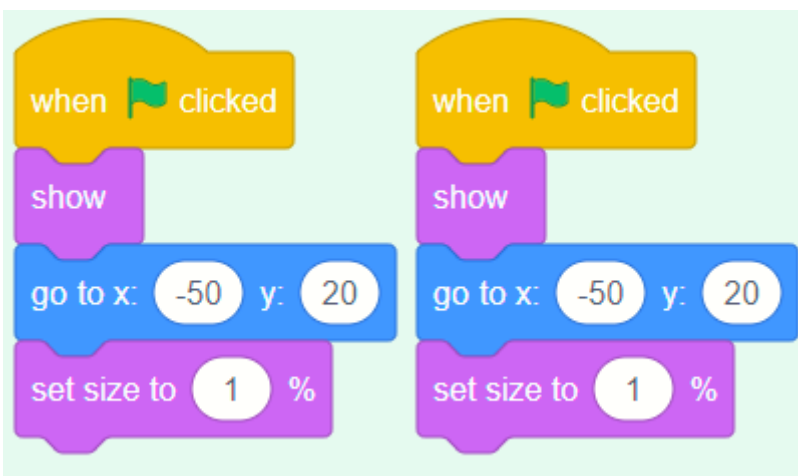 when clicked
show
go to x: -50 y: 20
set size to 1 %
when clicked
show
go to x: -50 y: 20
set size to 1 %